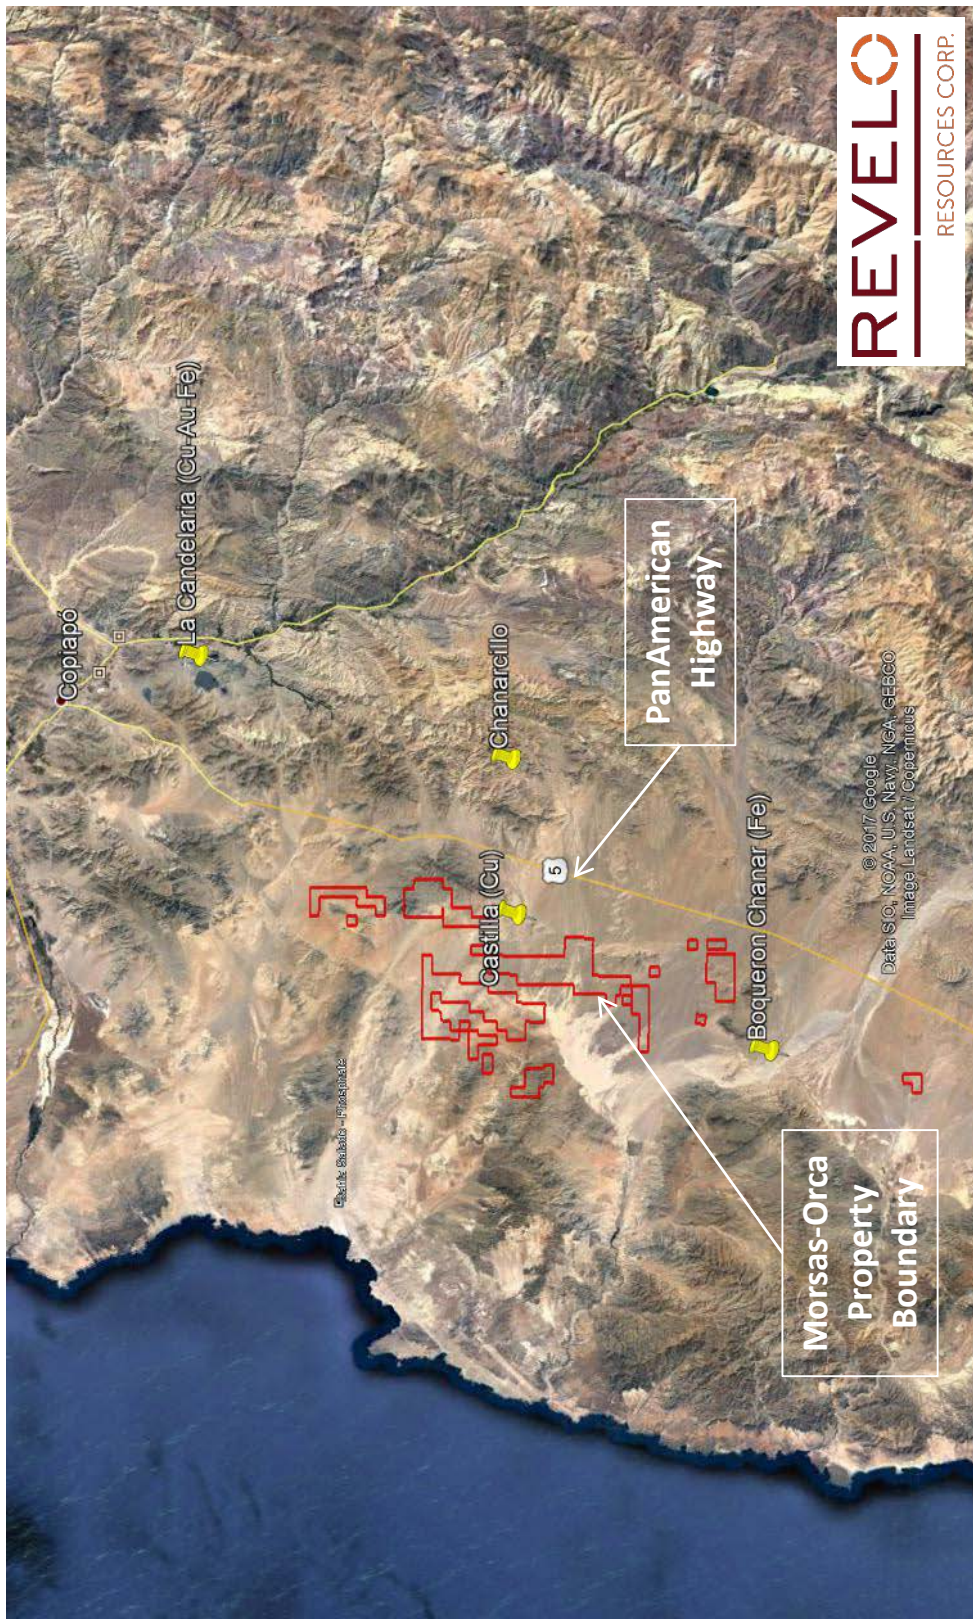 REVELO
RESOURCES CORP.
Copiapó
La Candelaria (Cu-Au-Fe)
Chanarcillo
PanAmerican
Highway
5
Castilla (Cu)
Boqueron Chanar (Fe)
Morsas-Orca
Property
Boundary
© 2017 Google
Data SIO, NOAA, U.S. Navy, NGA, GEBCO
Image Landsat / Copernicus